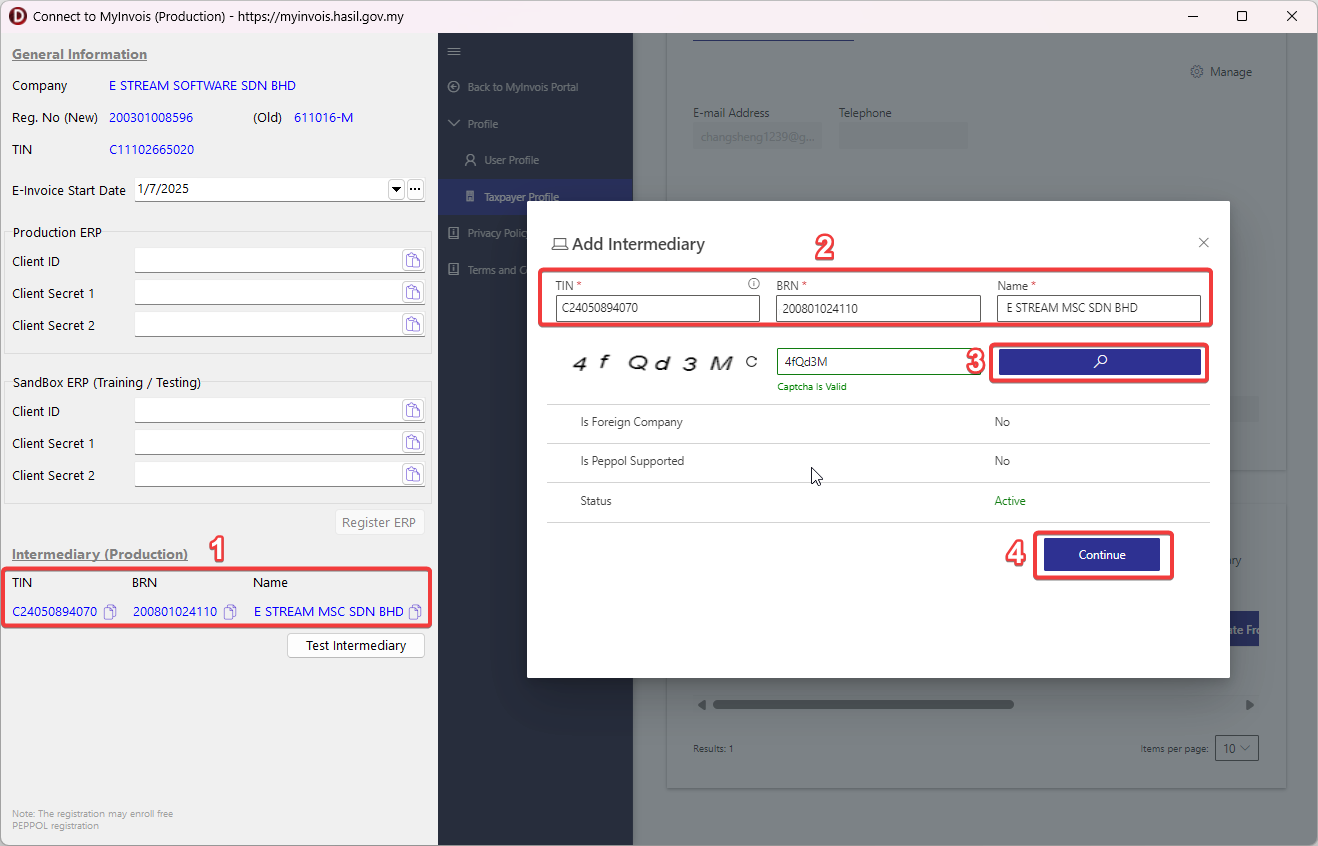 Connect to MyInvois (Production) - https://myinvois.hasil.gov.my
General Information
Company E STREAM SOFTWARE SDN BHD
Reg. No (New) 200301008596 (Old) 611016-M
TIN C11102665020
E-Invoice Start Date 1/7/2025
Production ERP
Client ID
Client Secret 1
Client Secret 2
SandBox ERP (Training / Testing)
Client ID
Client Secret 1
Client Secret 2
Register ERP
Intermediary (Production) 1
TIN BRN Name
C24050894070 200801024110 E STREAM MSC SDN BHD
Test Intermediary
Note: The registration may enroll free
PEPPOL registration
Back to MyInvois Portal
Profile
User Profile
Taxpayer Profile
Privacy Polic
Terms and C
Manage
E-mail Address Telephone
changsheng1239@g...
Add Intermediary
2
TIN * BRN * Name *
C24050894070 200801024110 E STREAM MSC SDN BHD
4 f Q d 3 M C 4fQd3M 3
Captcha Is Valid
Is Foreign Company No
Is Peppol Supported No
Status Active
4 Continue
ry
te Fro
Results: 1 Items per page: 10